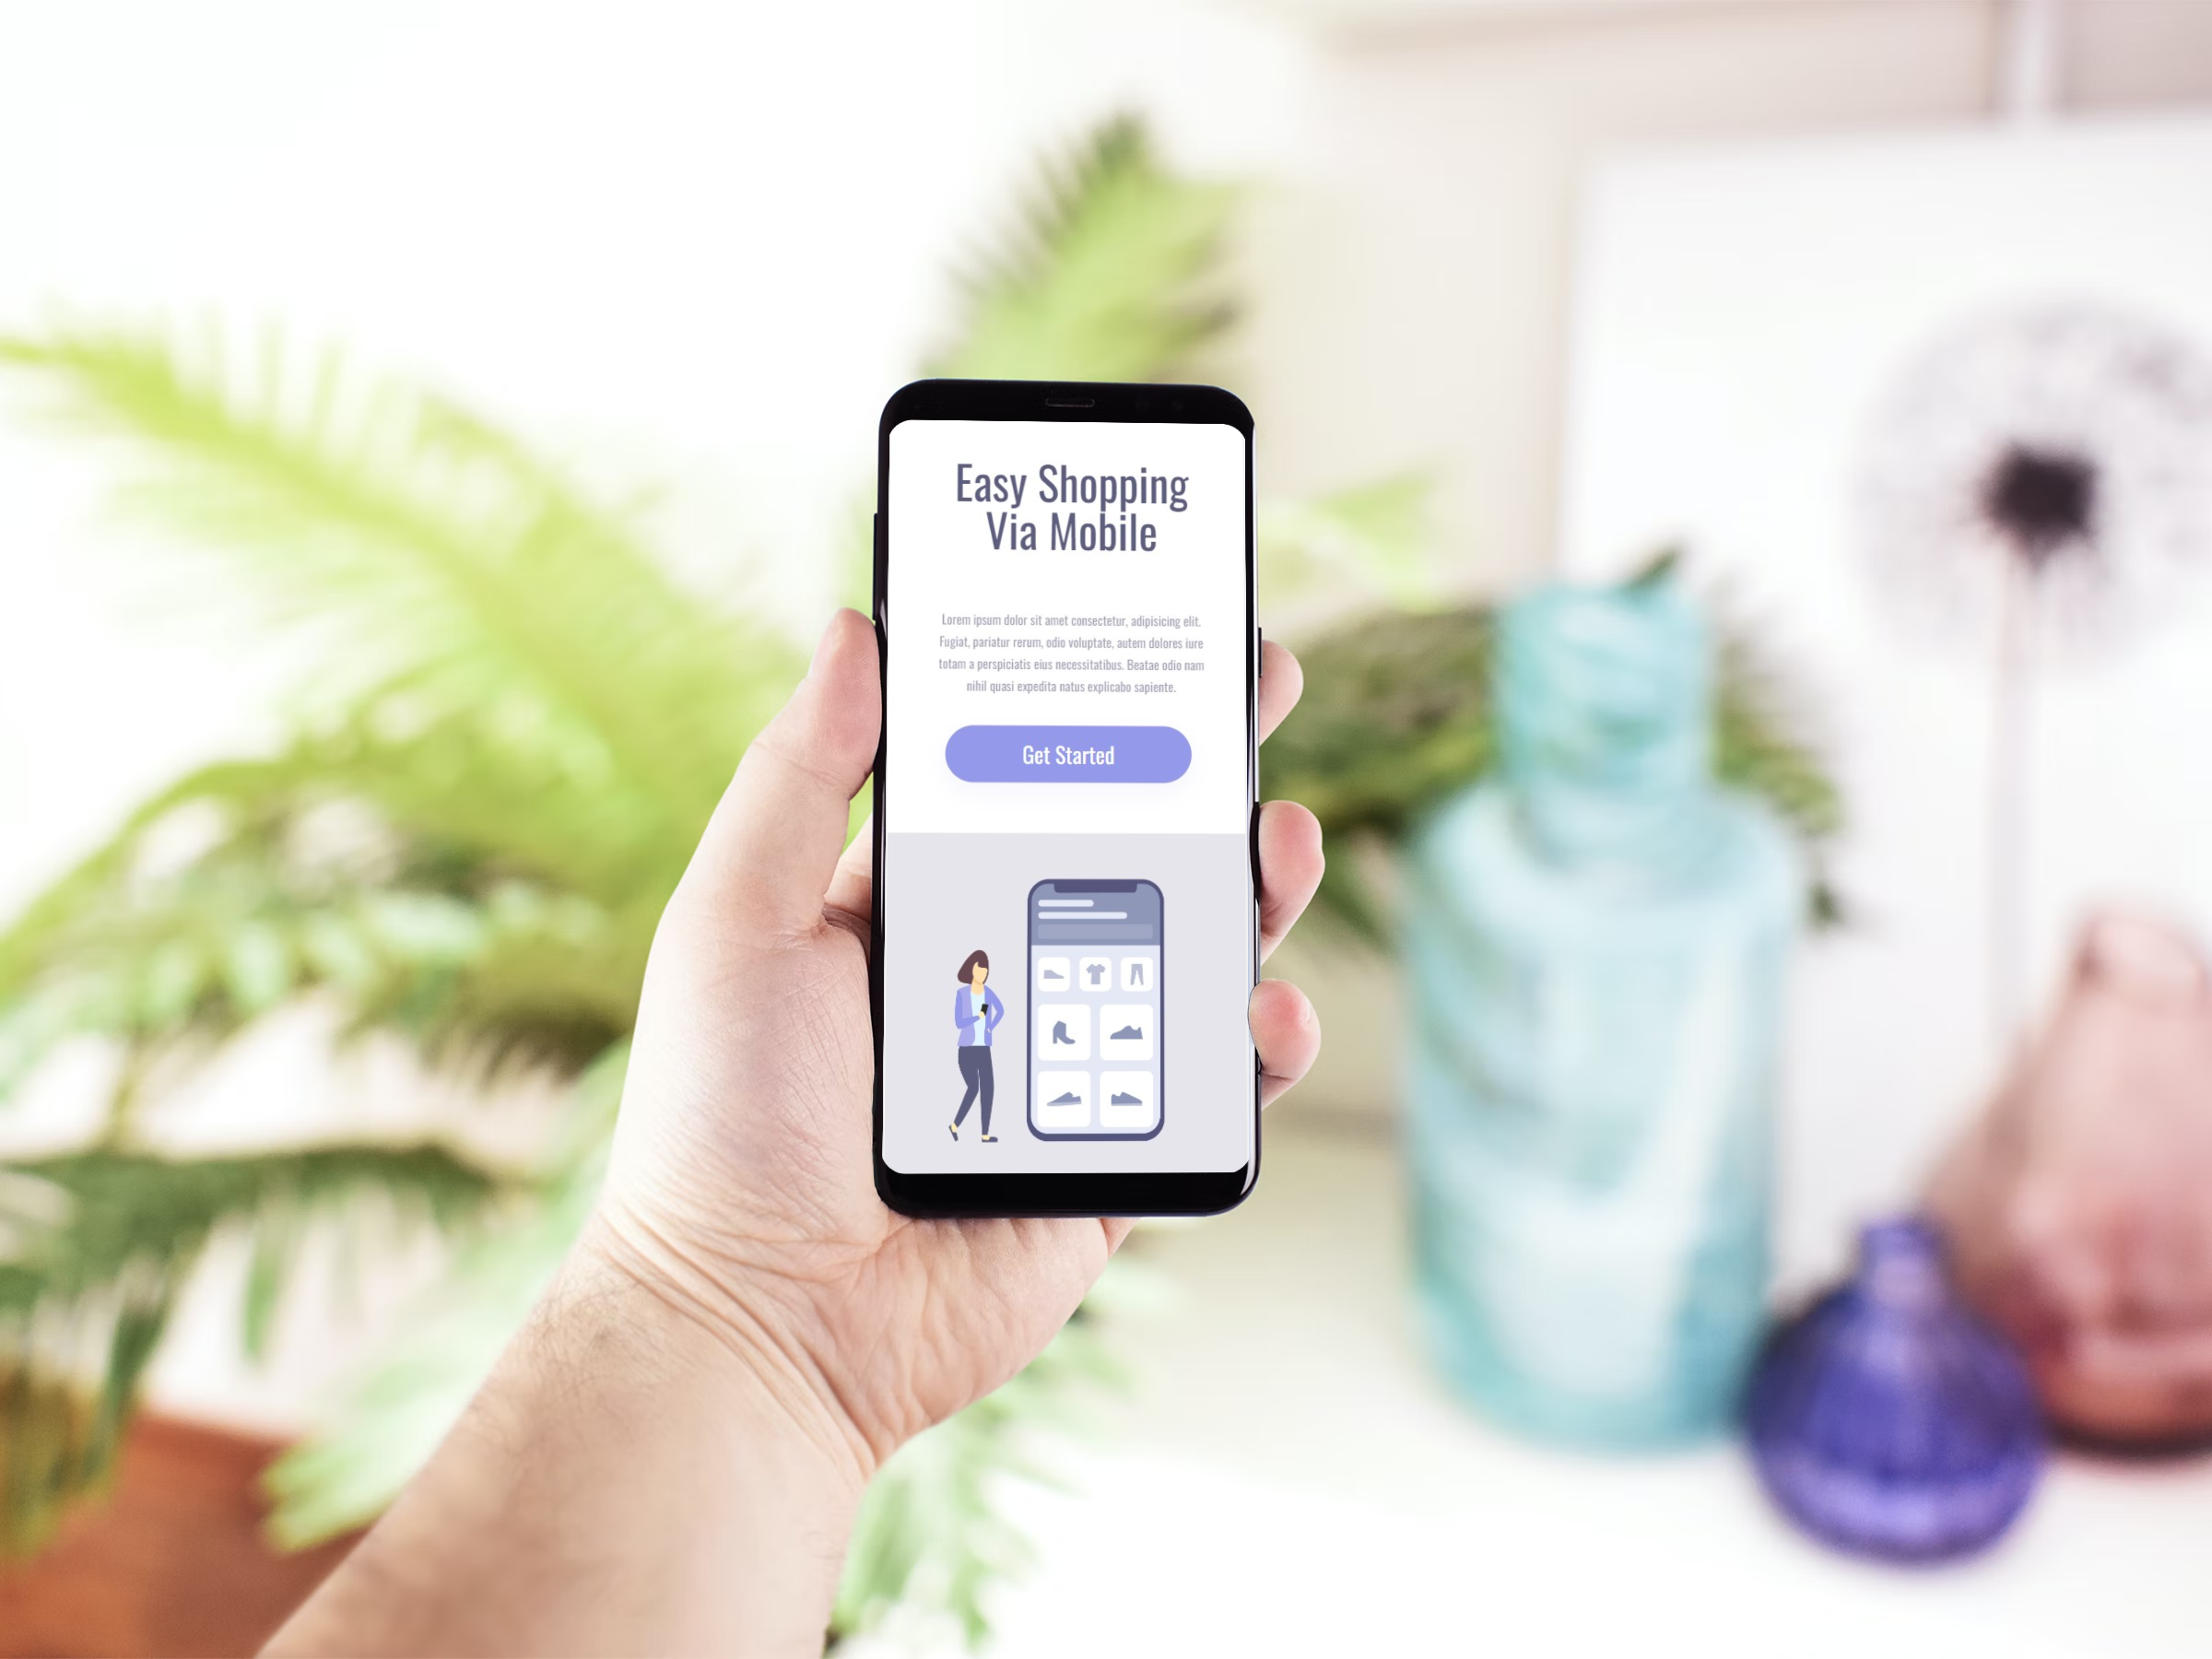 Easy Shopping
Via Mobile
Lorem ipsum dolor sit amet consectetur, adipisicing elit.
Fugiat, pariatur rerum, odio voluptate, autem dolores iure
totam a perspiciatis eius necessitatibus. Beatae odio nam
nihil quasi expedita natus explicabo sapiente.
Get Started